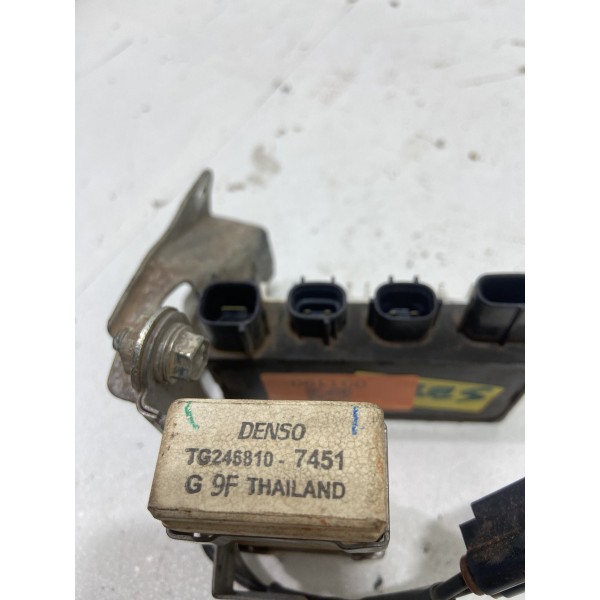 DENSO
TG246810-7451
G 9F THAILAND